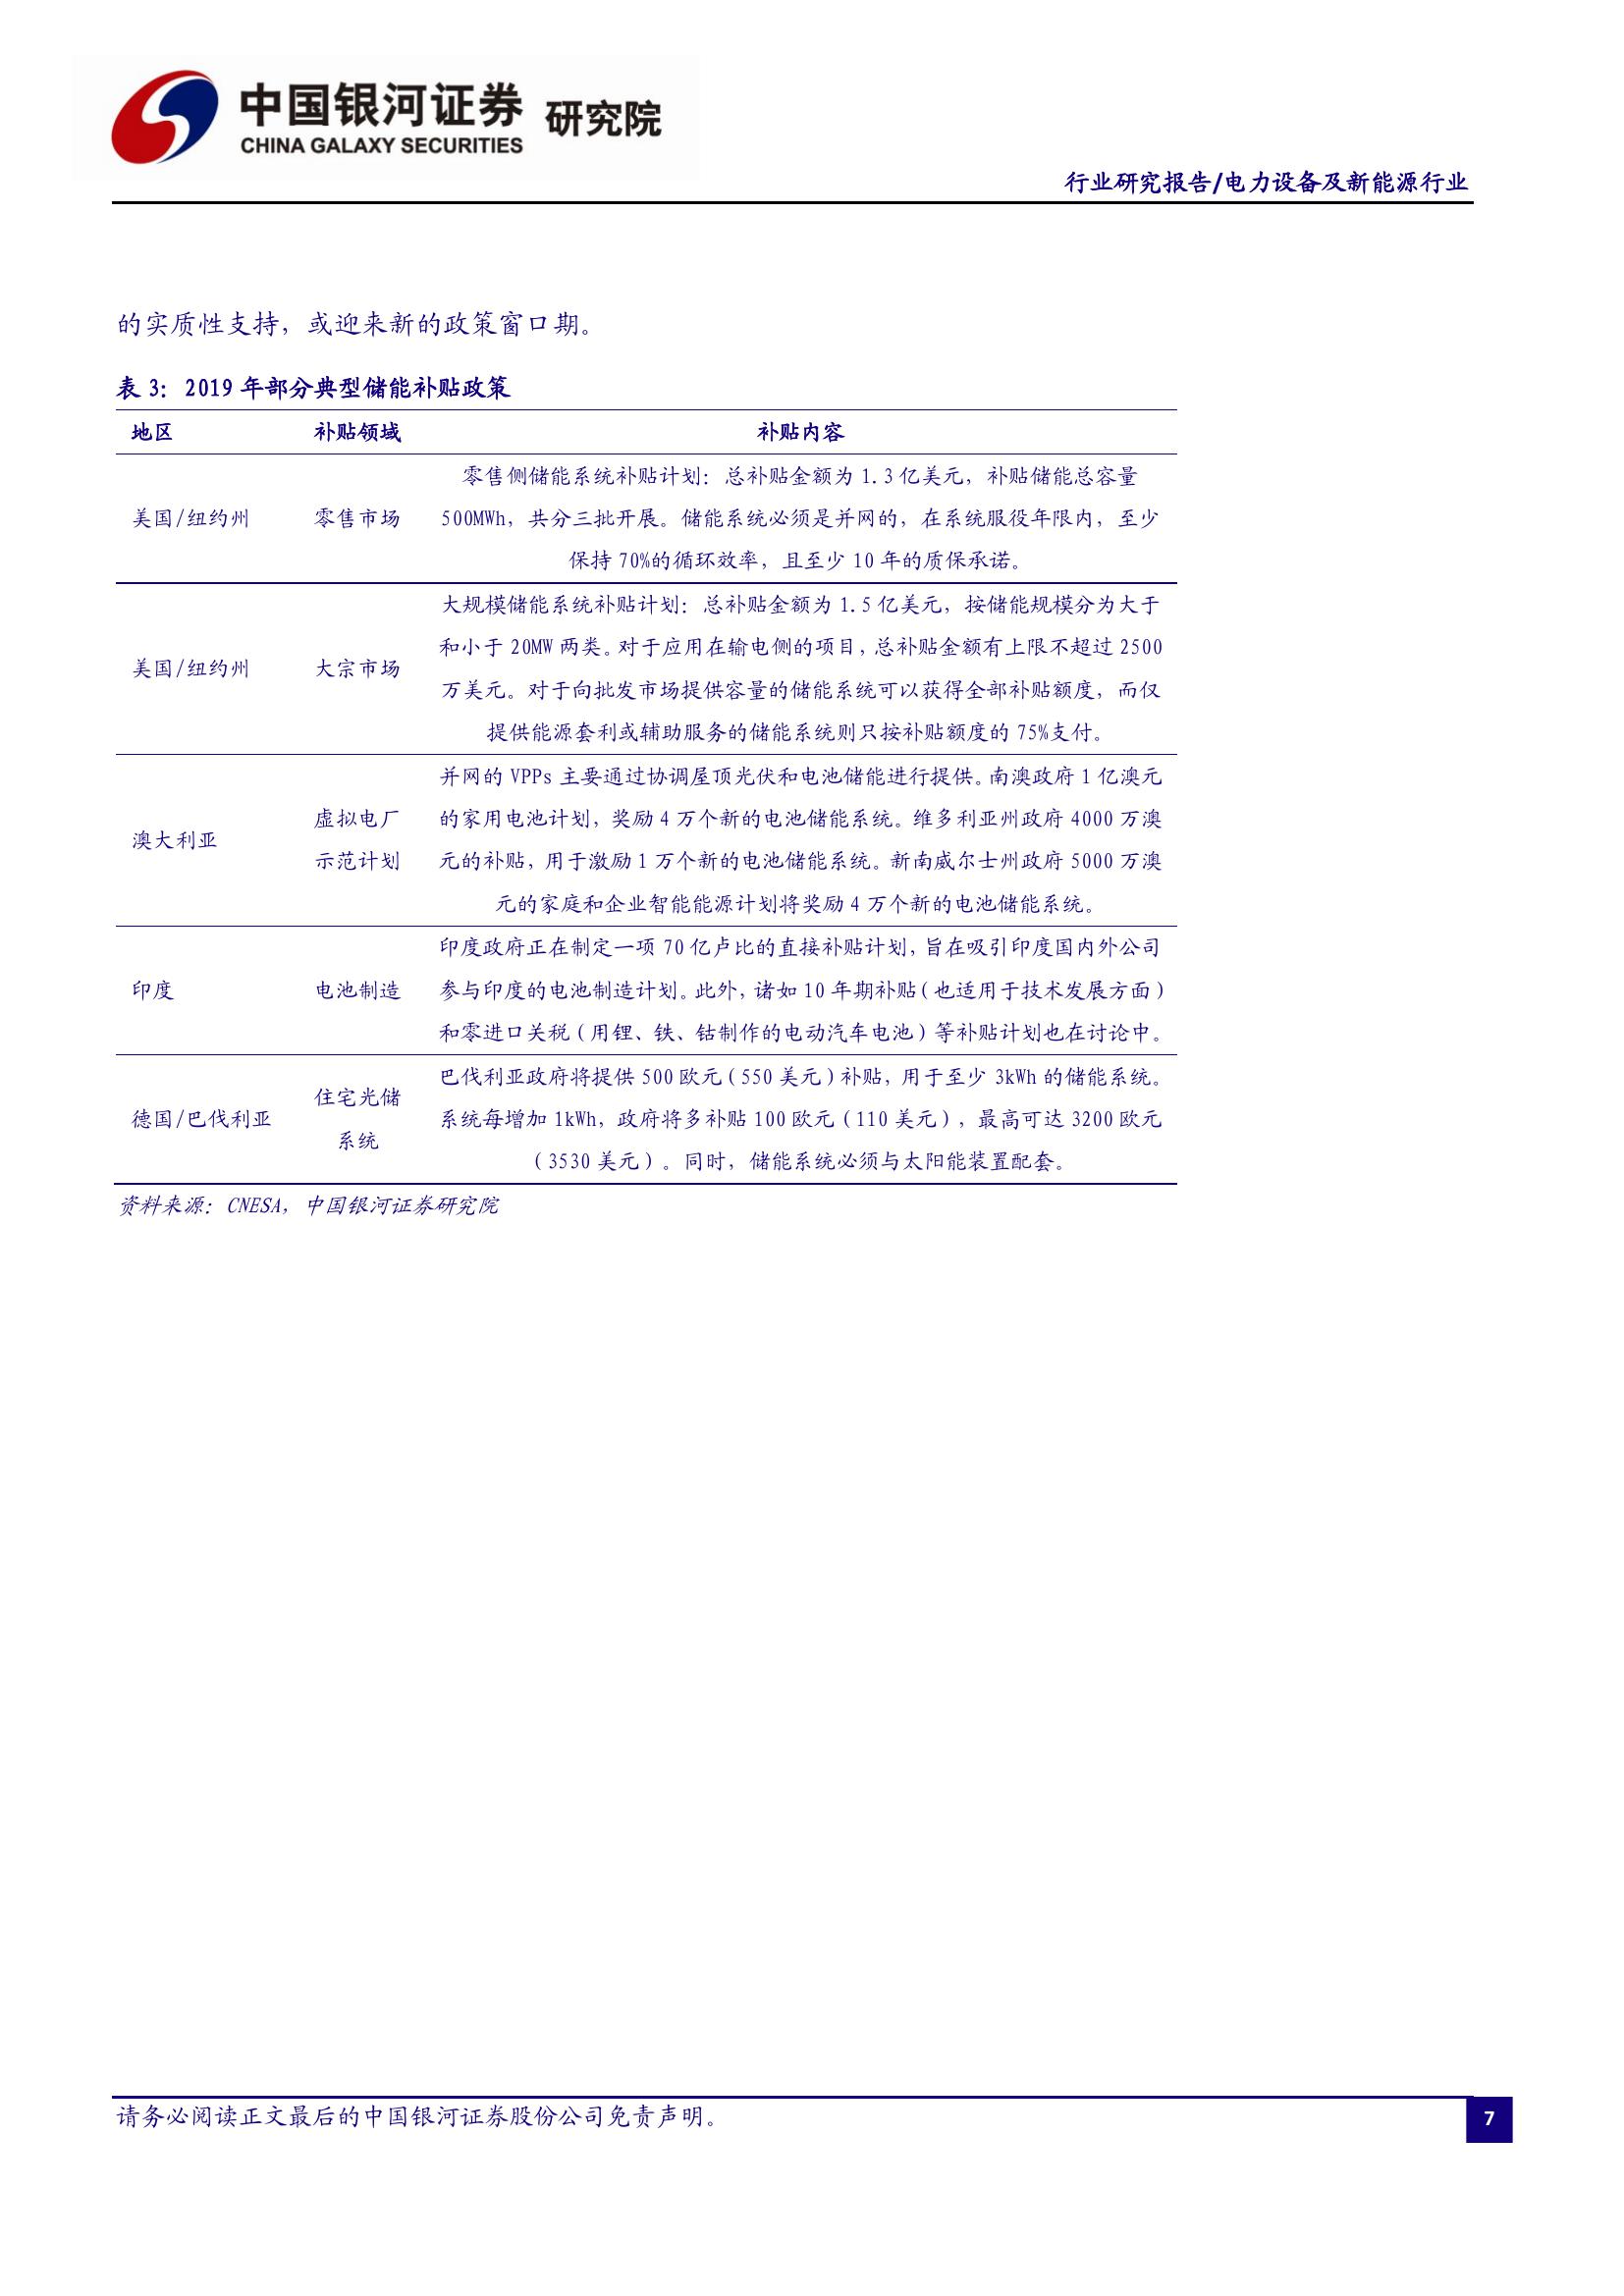 中国银河证券 研究院
CHINA GALAXY SECURITIES
行业研究报告/电力设备及新能源行业
的实质性支持，或迎来新的政策窗口期。
表 3：2019 年部分典型储能补贴政策
地区 补贴领域 补贴内容
零售侧储能系统补贴计划：总补贴金额为 1.3 亿美元，补贴储能总容量
美国/纽约州 零售市场 500MWh，共分三批开展。储能系统必须是并网的，在系统服役年限内，至少
保持 70%的循环效率，且至少 10 年的质保承诺。
大规模储能系统补贴计划：总补贴金额为 1.5 亿美元，按储能规模分为大于
和小于 20MW 两类。对于应用在输电侧的项目，总补贴金额有上限不超过 2500
美国/纽约州 大宗市场
万美元。对于向批发市场提供容量的储能系统可以获得全部补贴额度，而仅
提供能源套利或辅助服务的储能系统则只按补贴额度的 75%支付。
并网的 VPPs 主要通过协调屋顶光伏和电池储能进行提供。南澳政府 1 亿澳元
虚拟电厂 的家用电池计划，奖励 4 万个新的电池储能系统。维多利亚州政府 4000 万澳
澳大利亚
示范计划 元的补贴，用于激励 1 万个新的电池储能系统。新南威尔士州政府 5000 万澳
元的家庭和企业智能能源计划将奖励 4 万个新的电池储能系统。
印度政府正在制定一项 70 亿卢比的直接补贴计划，旨在吸引印度国内外公司
印度 电池制造 参与印度的电池制造计划。此外，诸如 10 年期补贴（也适用于技术发展方面）
和零进口关税（用锂、铁、钴制作的电动汽车电池）等补贴计划也在讨论中。
巴伐利亚政府将提供 500 欧元（550 美元）补贴，用于至少 3kWh 的储能系统。
住宅光储
德国/巴伐利亚 系统每增加 1kWh，政府将多补贴 100 欧元（110 美元），最高可达 3200 欧元
系统
（3530 美元）。同时，储能系统必须与太阳能装置配套。
资料来源：CNESA，中国银河证券研究院
请务必阅读正文最后的中国银河证券股份公司免责声明。
7